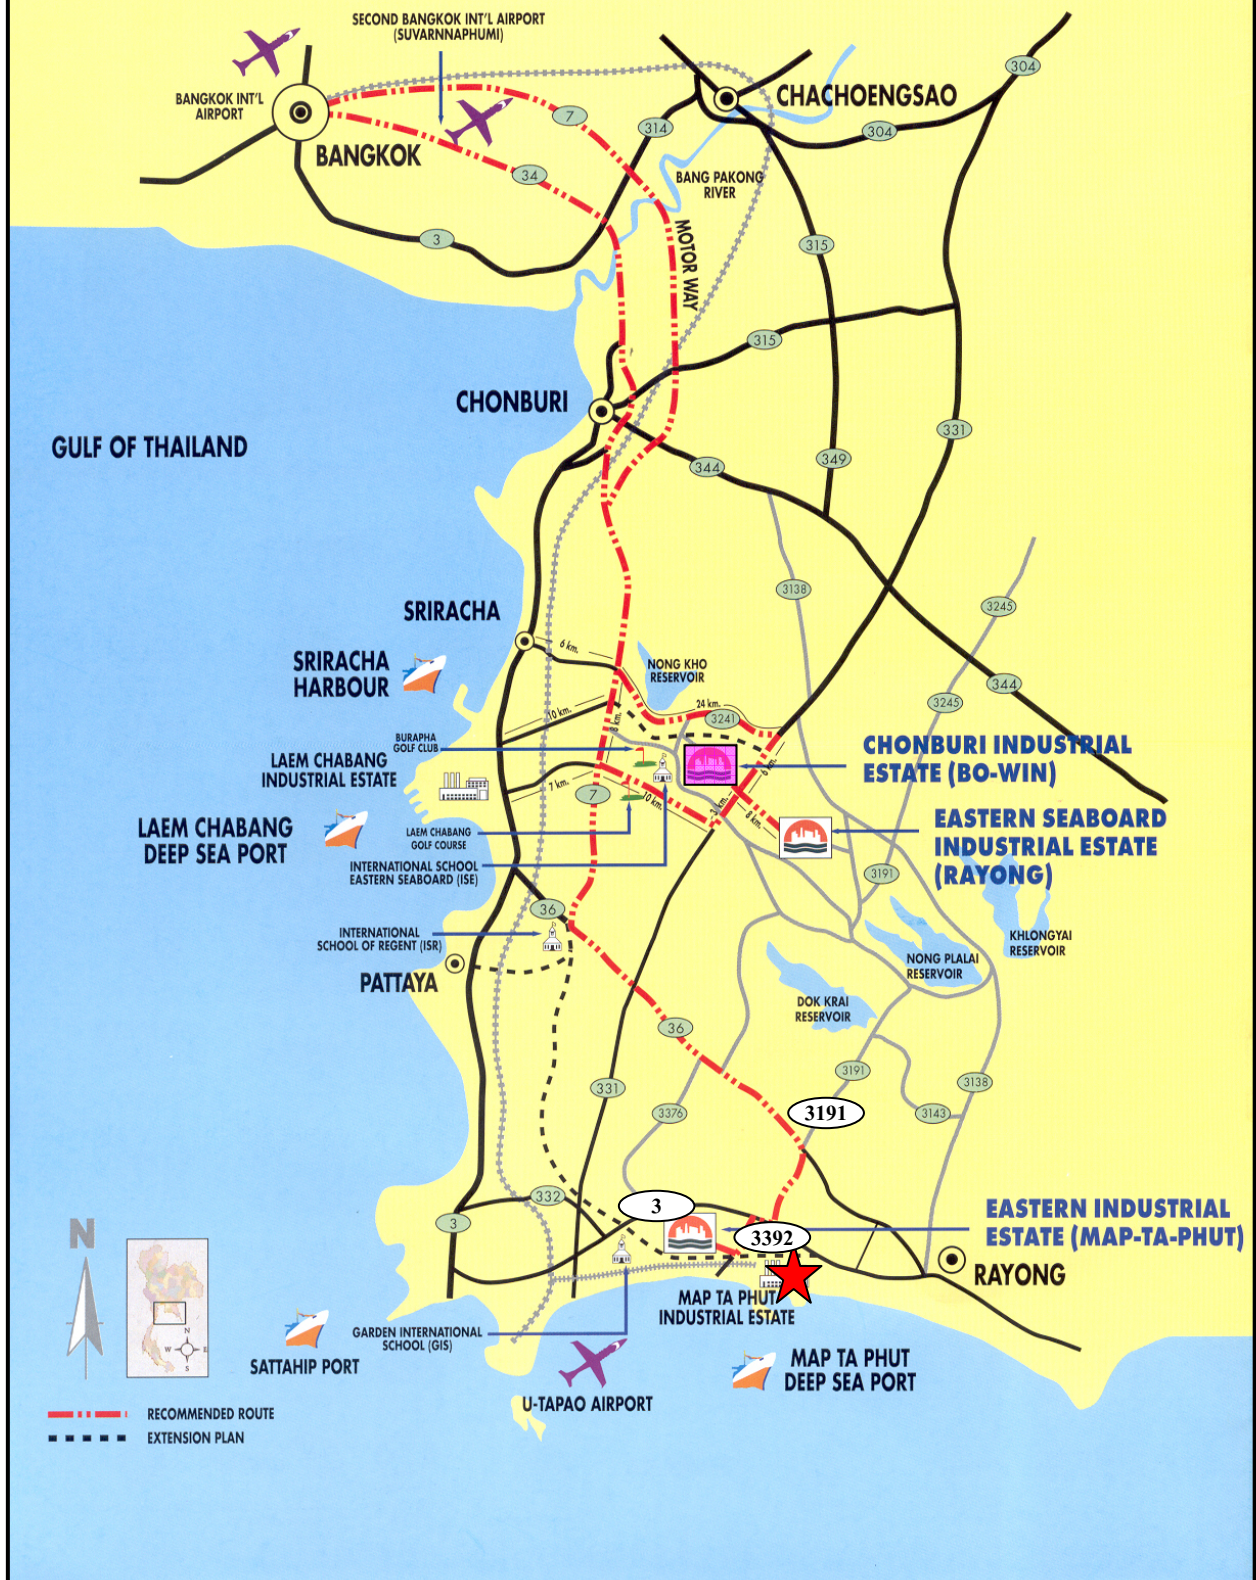 SECOND BANGKOK INT'L AIRPORT
(SUVARNNAPHUMI)
304
BANGKOK INT'L
AIRPORT
CHACHOENGSAO
7
314
304
BANGKOK
34
BANG PAKONG
RIVER
3
MOTOR WAY
315
315
CHONBURI
GULF OF THAILAND
331
344
349
3138
3245
SRIRACHA
6 km.
SRIRACHA
HARBOUR
NONG KHO
RESERVOIR
344
3245
24 km.
3241
10 km.
BURAPHA
GOLF CLUB
CHONBURI INDUSTRIAL
ESTATE (BO-WIN)
LAEM CHABANG
INDUSTRIAL ESTATE
6 km.
7 km.
7
10 km.
LAEM CHABANG
DEEP SEA PORT
LAEM CHABANG
GOLF COURSE
EASTERN SEABOARD
INDUSTRIAL ESTATE
(RAYONG)
INTERNATIONAL SCHOOL
EASTERN SEABOARD (ISE)
3191
36
INTERNATIONAL
SCHOOL OF REGENT (ISR)
KHLONGYAI
RESERVOIR
NONG PLALAI
RESERVOIR
PATTAYA
DOK KRAI
RESERVOIR
36
3191
3138
331
3376
3191
3143
332
3
3
EASTERN INDUSTRIAL
ESTATE (MAP-TA-PHUT)
3392
N
RAYONG
MAP TA PHUT
INDUSTRIAL ESTATE
N
W
E
S
GARDEN INTERNATIONAL
SCHOOL (GIS)
SATTAHIP PORT
MAP TA PHUT
DEEP SEA PORT
U-TAPAO AIRPORT
RECOMMENDED ROUTE
EXTENSION PLAN